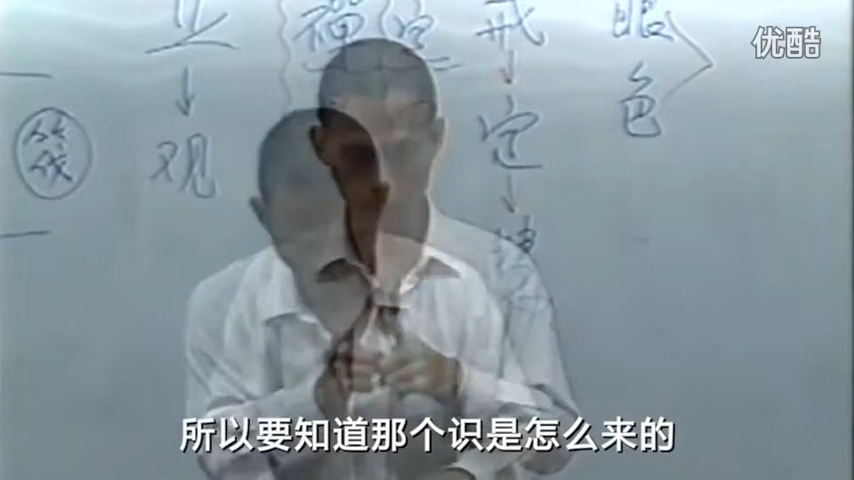 优酷
↓
观
禅定
戒
↓
定
↓
眼
色
所以要知道那个识是怎么来的